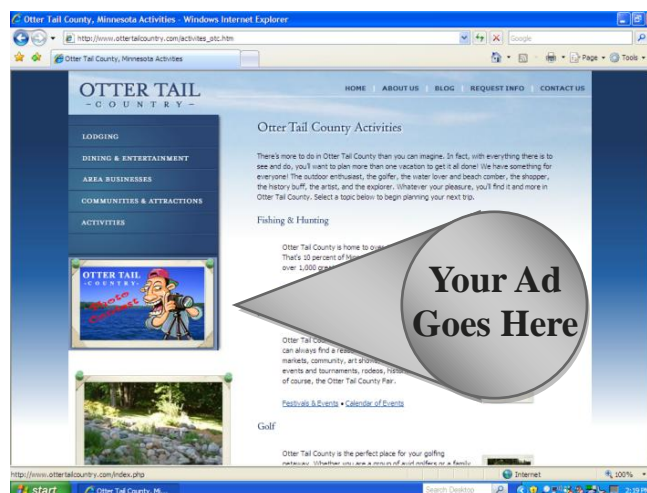 Otter Tail County, Minnesota Activities - Windows Internet Explorer
http://www.ottertailcountry.com/activites_otc.htm
Google
Otter Tail County, Minnesota Activities
Page
Tools
OTTER TAIL
- C O U N T R Y -
HOME | ABOUT US | BLOG | REQUEST INFO | CONTACT US
LODGING
DINING & ENTERTAINMENT
AREA BUSINESSES
COMMUNITIES & ATTRACTIONS
ACTIVITIES
Otter Tail County Activities
There's more to do in Otter Tail County than you can imagine. In fact, with everything there is to
see and do, you'll want to plan more than one vacation to get it all done! We have something for
everyone! The outdoor enthusiast, the golfer, the water lover and beach comber, the shopper,
the history buff, the artist, and the explorer. Whatever your pleasure, you'll find it and more in
Otter Tail County. Select a topic below to begin planning your next trip.
Fishing & Hunting
Otter Tail County is home to over
That's 10 percent of
over 1,000
OTTER TAIL
-COUNTRY-
Photo
Contest
Your Ad
Goes Here
Otter Tail
can always find a
markets, community, art
events and tournaments, rodeos,
of course, the Otter Tail County Fair.
Festivals & Events • Calendar of Events
Golf
Otter Tail County is the perfect place for your golfing
getaway. Whether you are a group of avid golfers or a family
http://www.ottertailcountry.com/index.php
Internet
100%
start
Otter Tail County, Mi...
Search Desktop
2:19 PM